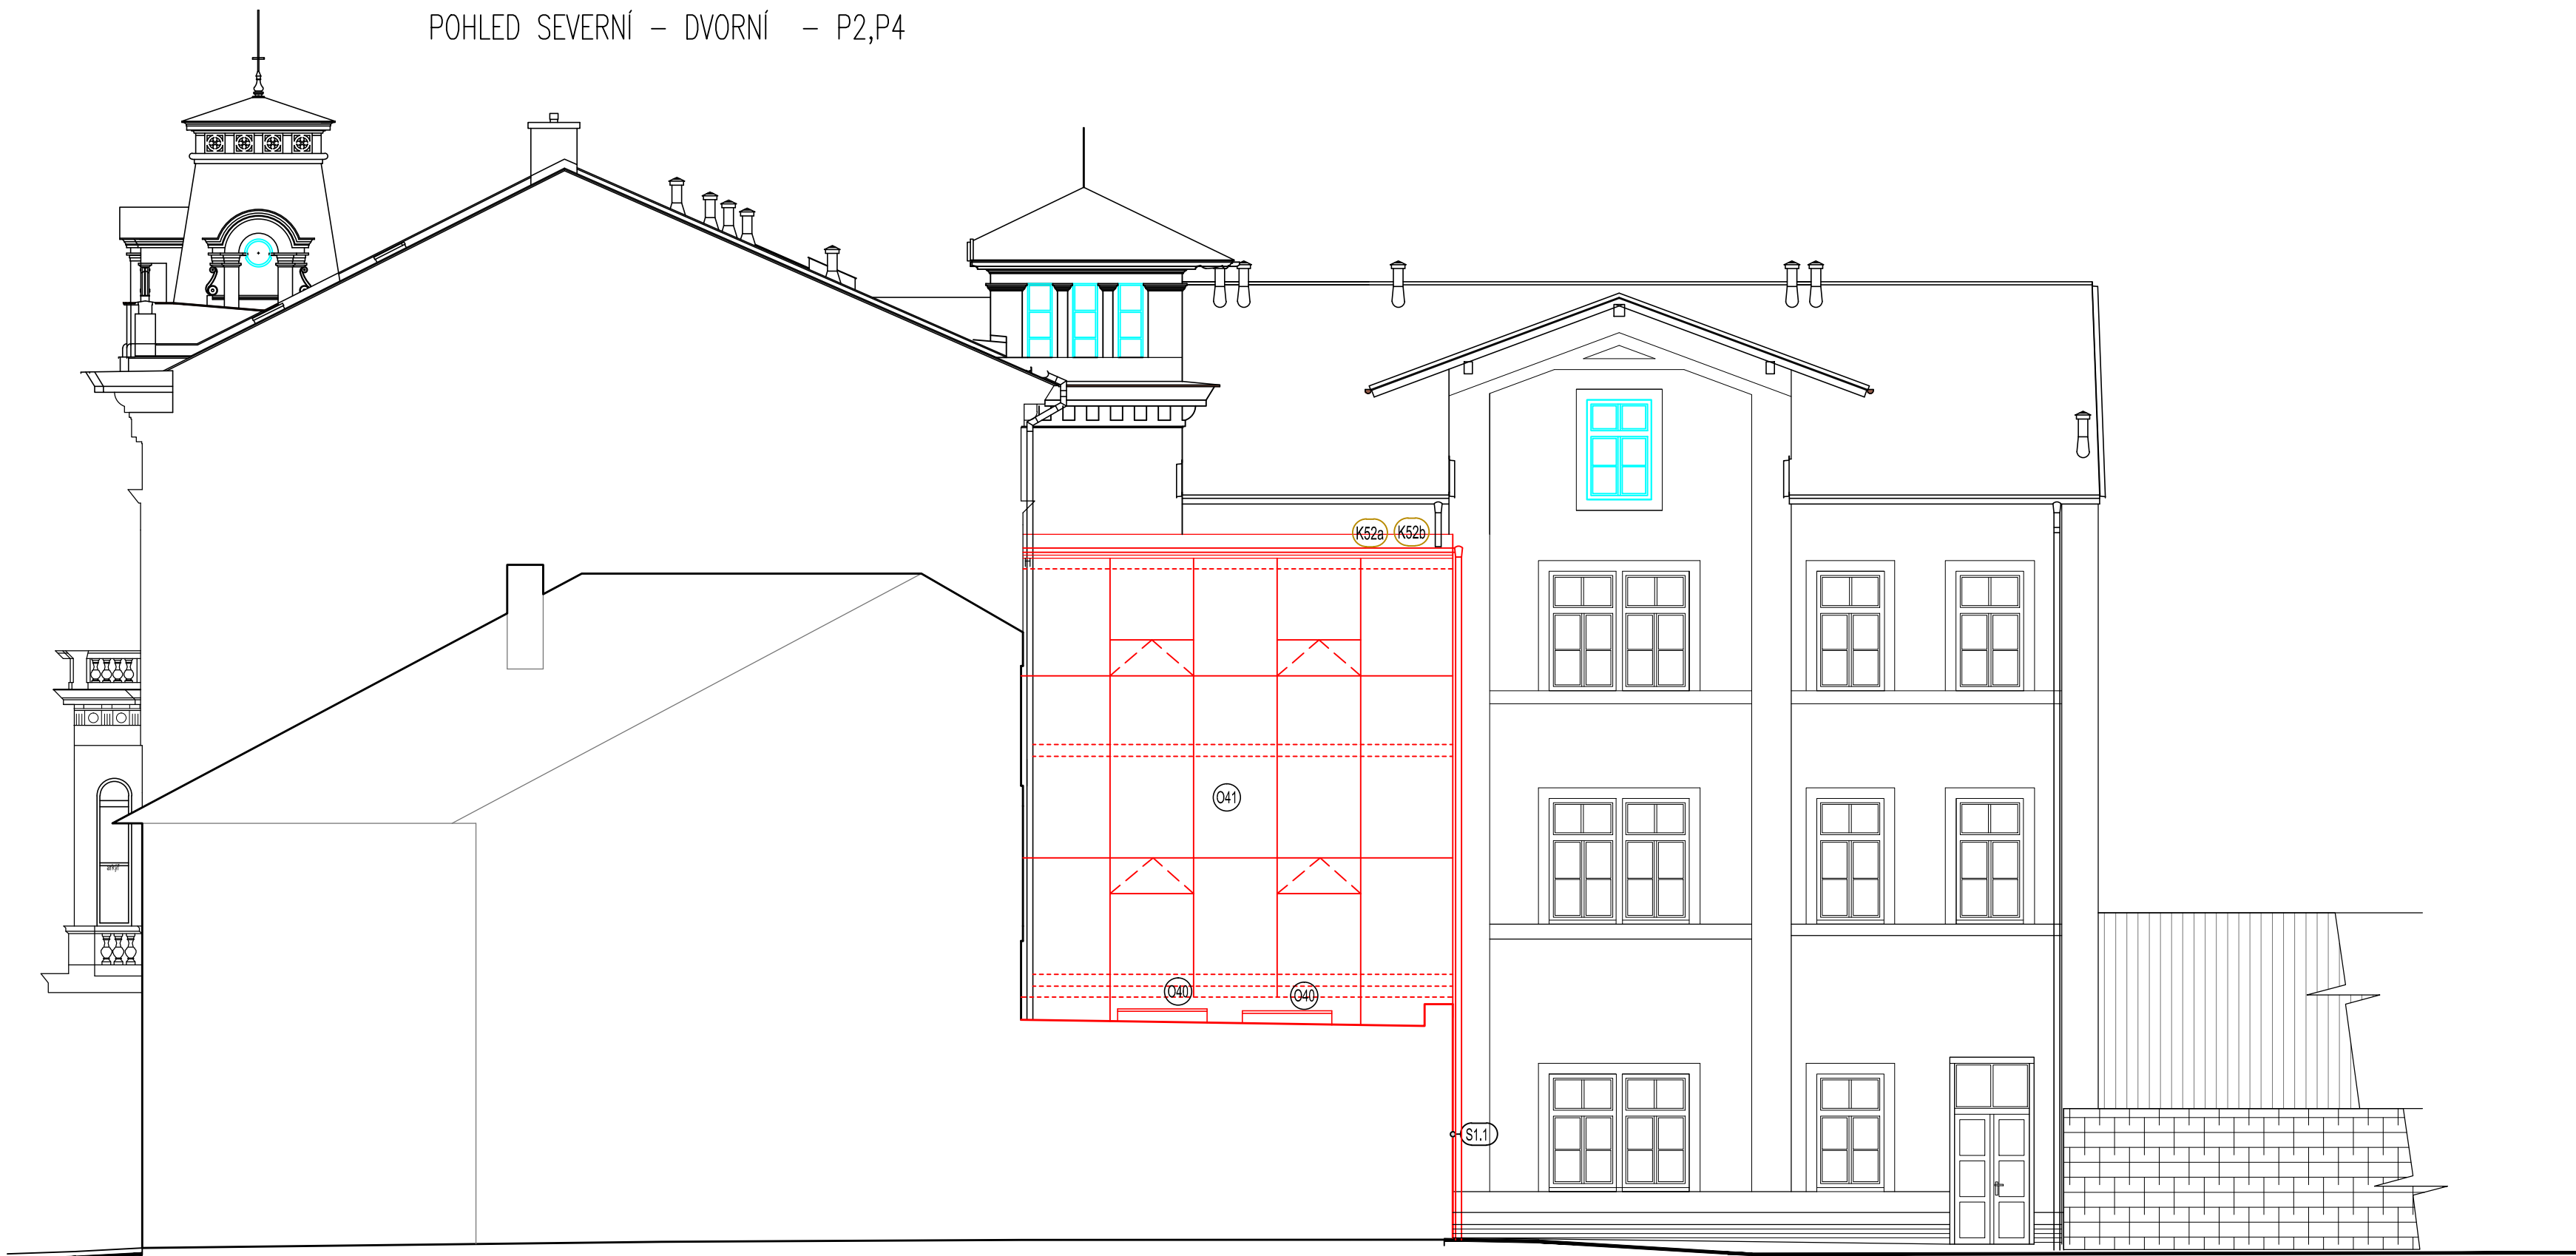 POHLED SEVERNÍ – DVORNÍ – P2,P4
K52a K52b
O41
O40 O40
S1.1